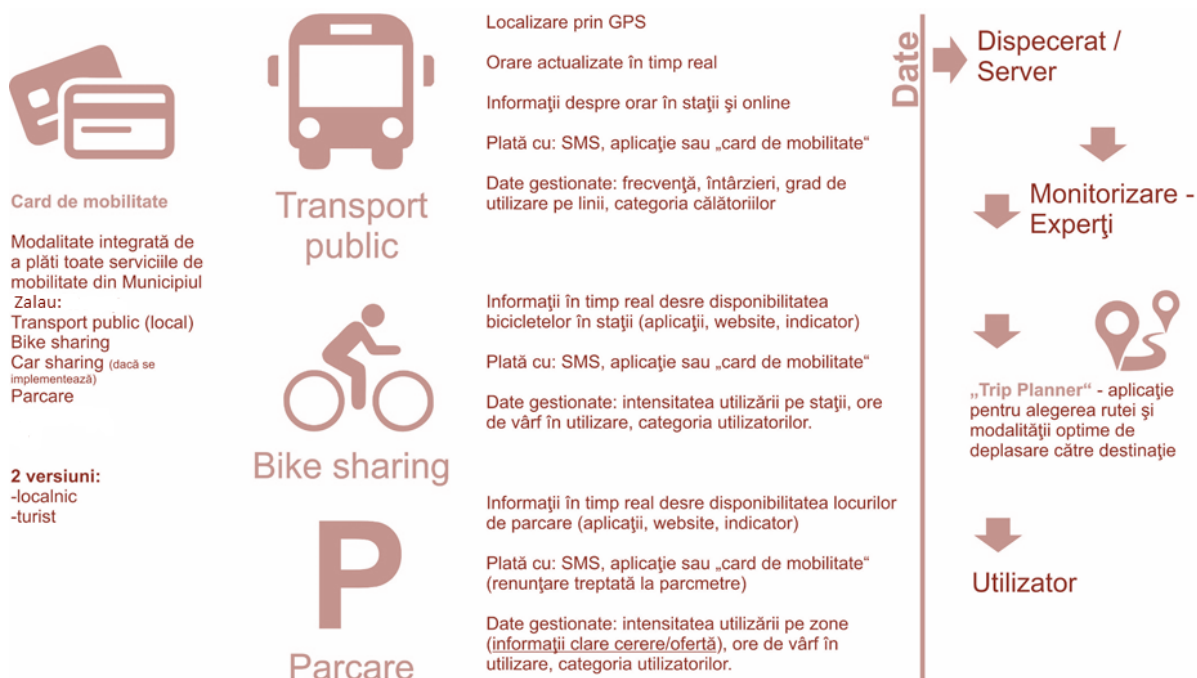 Card de mobilitate
Modalitate integrată de
a plăti toate serviciile de
mobilitate din Municipiul
Zalau:
Transport public (local)
Bike sharing
Car sharing (dacă se
implementează)
Parcare
2 versiuni:
-localnic
-turist
Transport
public
Localizare prin GPS
Orare actualizate în timp real
Informaţii despre orar în staţii şi online
Plată cu: SMS, aplicaţie sau „card de mobilitate“
Date gestionate: frecvenţă, întârzieri, grad de
utilizare pe linii, categoria călătoriilor
Bike sharing
Informaţii în timp real desre disponibilitatea
bicicletelor în staţii (aplicaţii, website, indicator)
Plată cu: SMS, aplicaţie sau „card de mobilitate“
Date gestionate: intensitatea utilizării pe staţii, ore
de vârf în utilizare, categoria utilizatorilor.
P
Parcare
Informaţii în timp real desre disponibilitatea locurilor
de parcare (aplicaţii, website, indicator)
Plată cu: SMS, aplicaţie sau „card de mobilitate“
(renunţare treptată la parcmetre)
Date gestionate: intensitatea utilizării pe zone
(informaţii clare cerere/ofertă), ore de vârf în
utilizare, categoria utilizatorilor.
Date
Dispecerat /
Server
Monitorizare -
Experţi
„Trip Planner“ - aplicaţie
pentru alegerea rutei şi
modalităţii optime de
deplasare către destinaţie
Utilizator